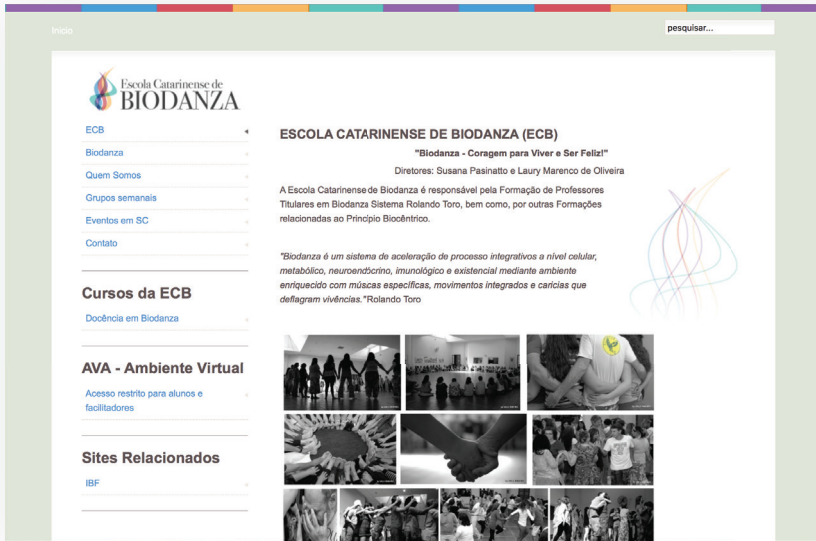 Início
pesquisar...
Escola Catarinense de
BIODANZA
ECB
Biodanza
Quem Somos
Grupos semanais
Eventos em SC
Contato
Cursos da ECB
Docência em Biodanza
AVA - Ambiente Virtual
Acesso restrito para alunos e
facilitadores
Sites Relacionados
IBF
ESCOLA CATARINENSE DE BIODANZA (ECB)
"Biodanza - Coragem para Viver e Ser Feliz!"
Diretores: Susana Pasinatto e Laury Marenco de Oliveira
A Escola Catarinense de Biodanza é responsável pela Formação de Professores
Titulares em Biodanza Sistema Rolando Toro, bem como, por outras Formações
relacionadas ao Princípio Biocêntrico.
"Biodanza é um sistema de aceleração de processo integrativos a nível celular,
metabólico, neuroendócrino, imunológico e existencial mediante ambiente
enriquecido com múscas específicas, movimentos integrados e caricias que
deflagram vivências."Rolando Toro